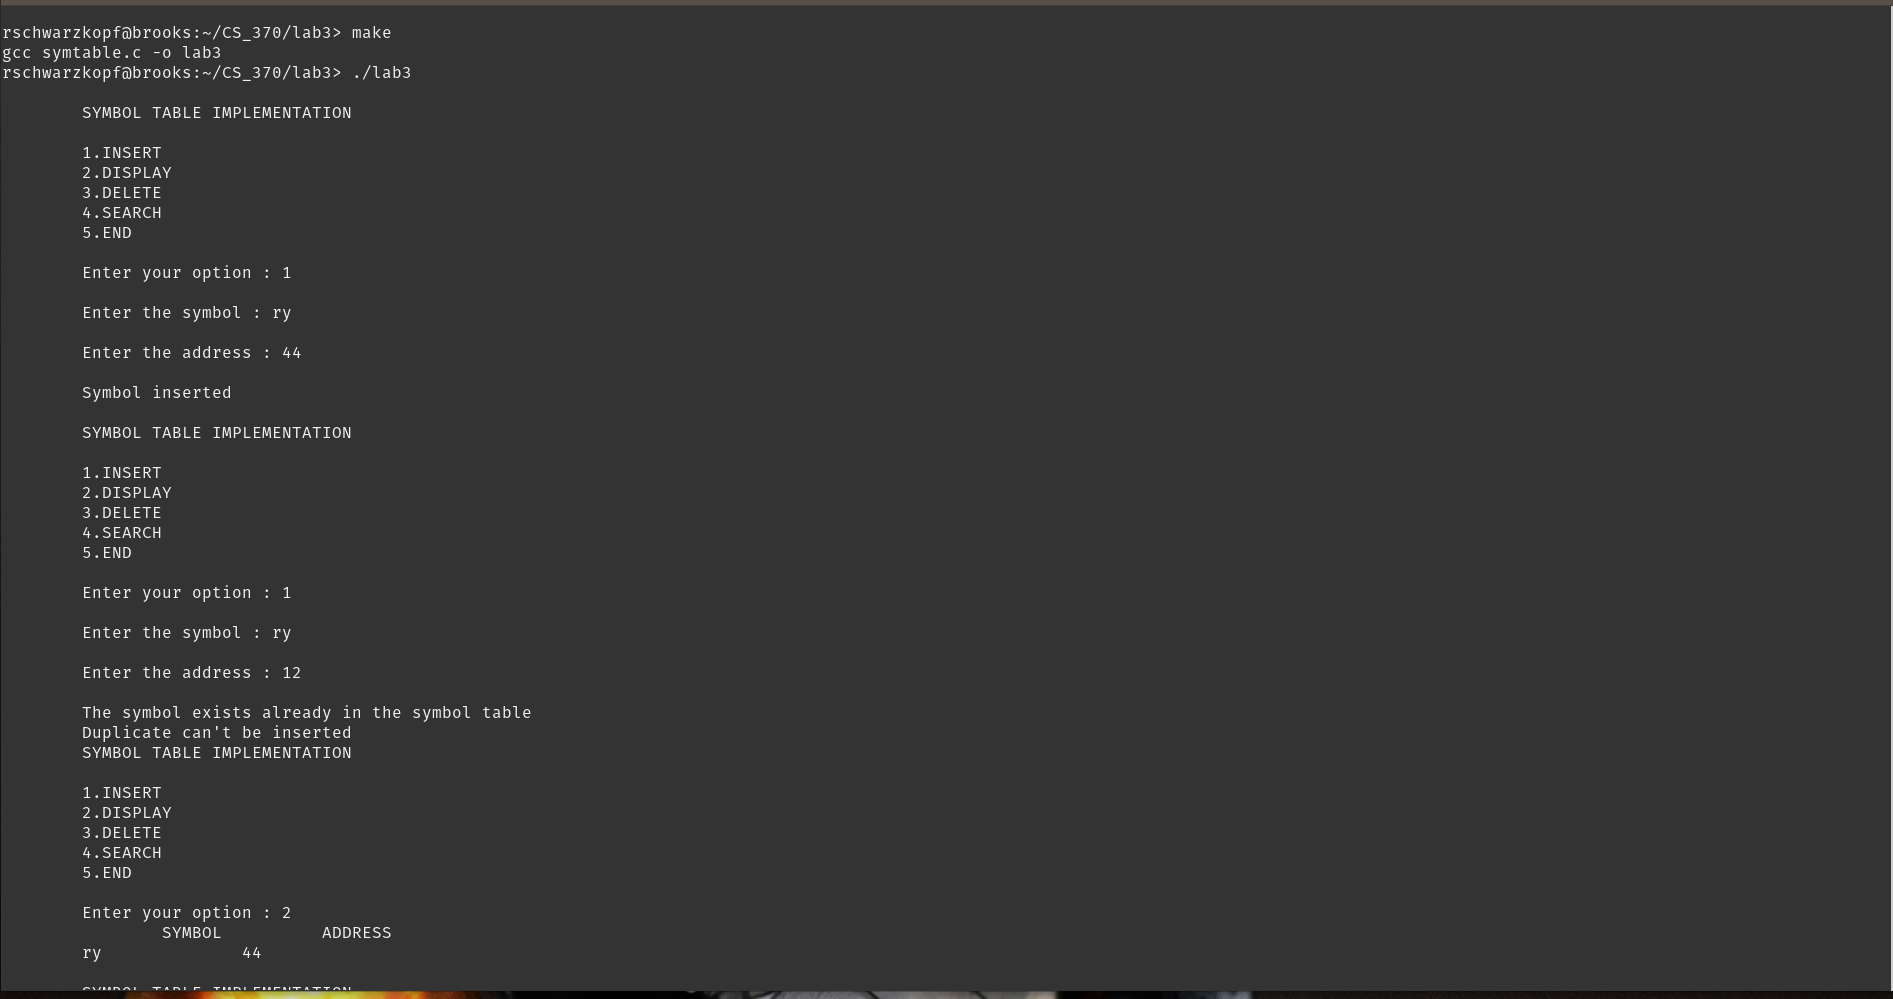 rschwarzkopf@brooks:~/CS_370/lab3> make
gcc symtable.c -o lab3
rschwarzkopf@brooks:~/CS_370/lab3> ./lab3
SYMBOL TABLE IMPLEMENTATION
1.INSERT
2.DISPLAY
3.DELETE
4.SEARCH
5.END
Enter your option : 1
Enter the symbol : ry
Enter the address : 44
Symbol inserted
SYMBOL TABLE IMPLEMENTATION
1.INSERT
2.DISPLAY
3.DELETE
4.SEARCH
5.END
Enter your option : 1
Enter the symbol : ry
Enter the address : 12
The symbol exists already in the symbol table
Duplicate can't be inserted
SYMBOL TABLE IMPLEMENTATION
1.INSERT
2.DISPLAY
3.DELETE
4.SEARCH
5.END
Enter your option : 2
SYMBOL ADDRESS
ry 44
SYMBOL TABLE IMPLEMENTATION